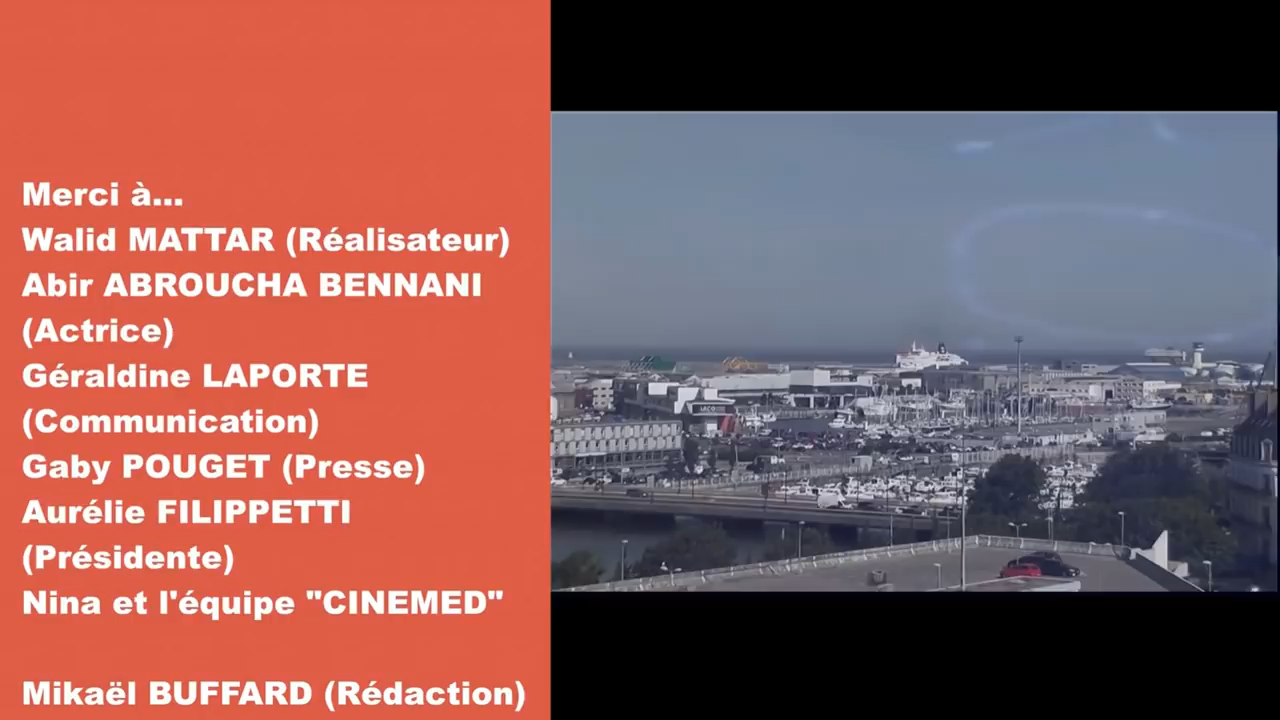 Merci à...
Walid MATTAR (Réalisateur)
Abir ABROUCHA BENNANI
(Actrice)
Géraldine LAPORTE
(Communication)
Gaby POUGET (Presse)
Aurélie FILIPPETTI
(Présidente)
Nina et l'équipe "CINEMED"
Mikaël BUFFARD (Rédaction)